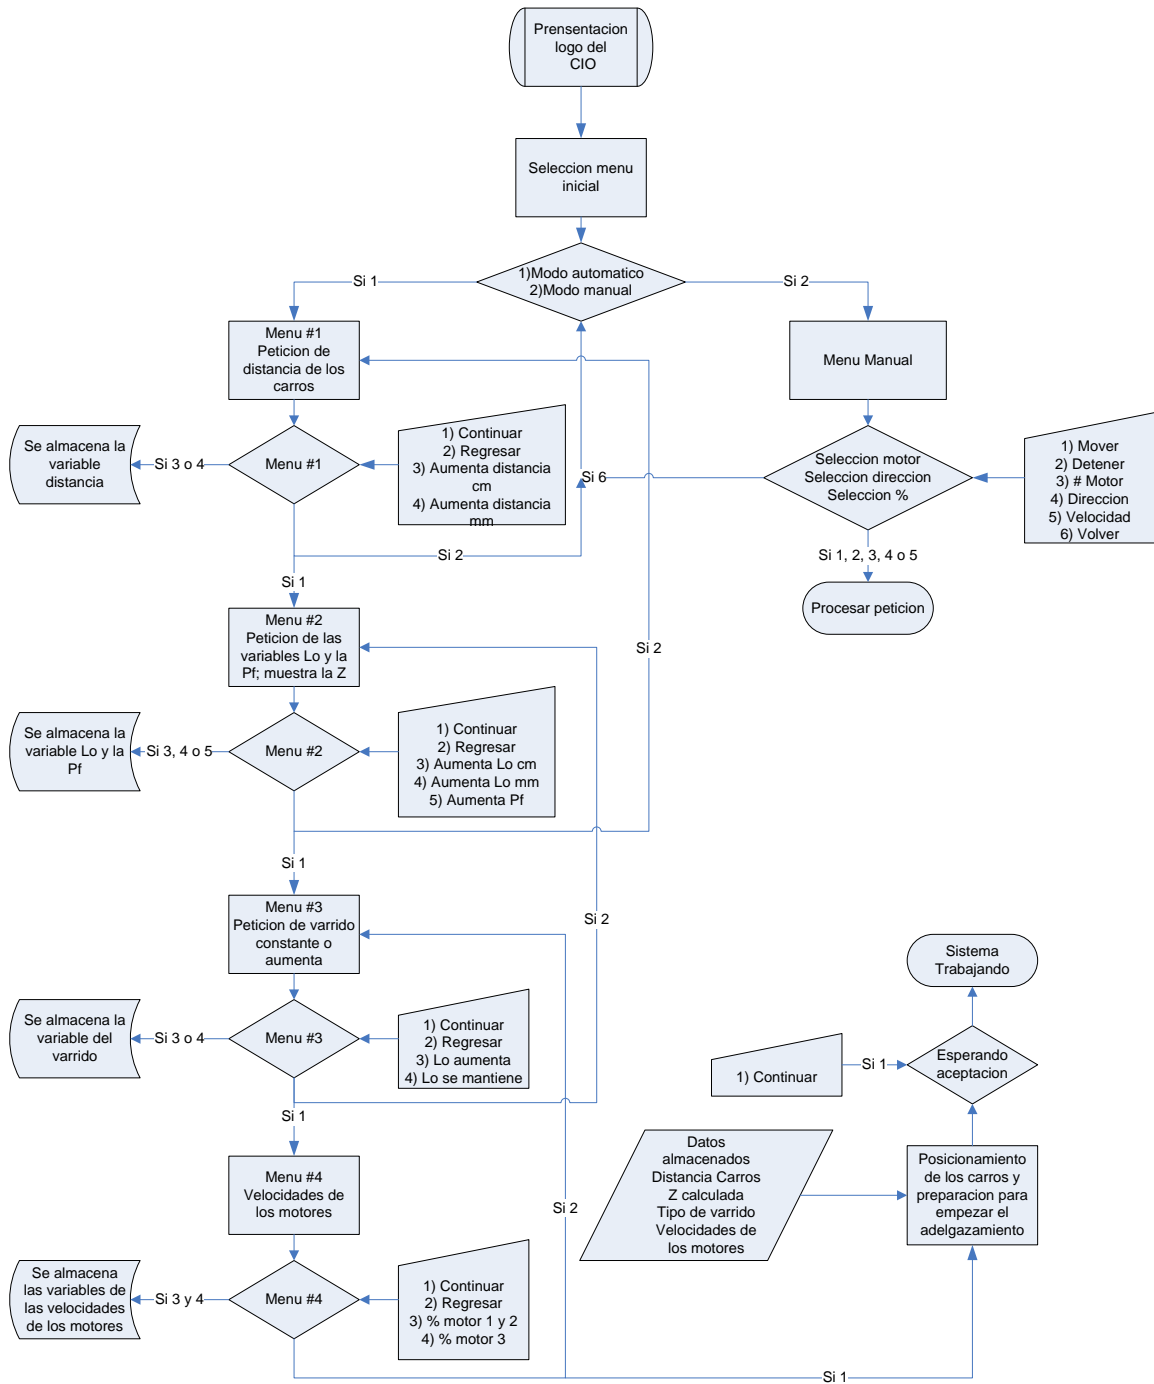 Prensentacion
logo del
CIO
Seleccion menu
inicial
1)Modo automatico
2)Modo manual
Si 1
Si 2
Menu #1
Peticion de
distancia de los
carros
Menu Manual
Se almacena la
variable
distancia
Si 3 o 4
Menu #1
1) Continuar
2) Regresar
3) Aumenta distancia
cm
4) Aumenta distancia
mm
Si 6
Seleccion motor
Seleccion direccion
Seleccion %
1) Mover
2) Detener
3) # Motor
4) Direccion
5) Velocidad
6) Volver
Si 2
Si 1, 2, 3, 4 o 5
Si 1
Procesar peticion
Menu #2
Peticion de las
variables Lo y la
Pf; muestra la Z
Si 2
Se almacena la
variable Lo y la
Pf
Si 3, 4 o 5
Menu #2
1) Continuar
2) Regresar
3) Aumenta Lo cm
4) Aumenta Lo mm
5) Aumenta Pf
Si 1
Menu #3
Peticion de varrido
constante o
aumenta
Si 2
Sistema
Trabajando
Se almacena la
variable del
varrido
Si 3 o 4
Menu #3
1) Continuar
2) Regresar
3) Lo aumenta
4) Lo se mantiene
1) Continuar
Si 1
Esperando
aceptacion
Si 1
Menu #4
Velocidades de
los motores
Si 2
Datos
almacenados
Distancia Carros
Z calculada
Tipo de varrido
Velocidades de
los motores
Posicionamiento
de los carros y
preparacion para
empezar el
adelgazamiento
Se almacena
las variables de
las velocidades
de los motores
Si 3 y 4
Menu #4
1) Continuar
2) Regresar
3) % motor 1 y 2
4) % motor 3
Si 1